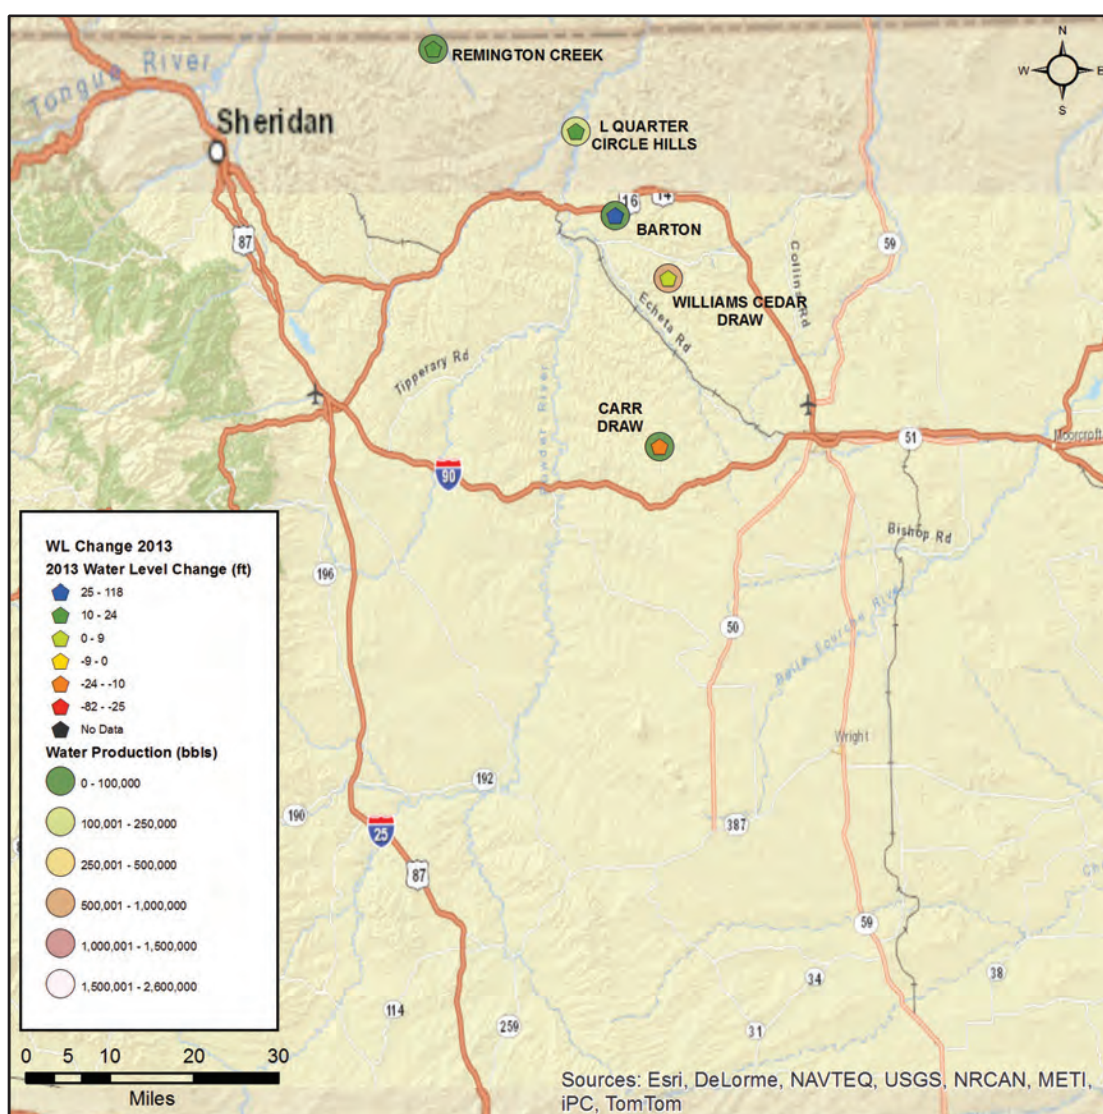 N
W
E
S
REMINGTON CREEK
Tongue River
Sheridan
L QUARTER
CIRCLE HILLS
16
14
BARTON
87
59
Collins Rd
WILLIAMS CEDAR
DRAW
Echeta Rd
Tipperary Rd
Powder River
CARR
DRAW
51
Moorcroft
90
Bishop Rd
196
50
Belle Fourche River
Wright
192
190
387
25
87
59
34
38
114
259
31
WL Change 2013
2013 Water Level Change (ft)
25 - 118
10 - 24
0 - 9
-9 - 0
-24 - -10
-82 - -25
No Data
Water Production (bbls)
0 - 100,000
100,001 - 250,000
250,001 - 500,000
500,001 - 1,000,000
1,000,001 - 1,500,000
1,500,001 - 2,600,000
0 5 10 20 30
Miles
Sources: Esri, DeLorme, NAVTEQ, USGS, NRCAN, METI,
iPC, TomTom